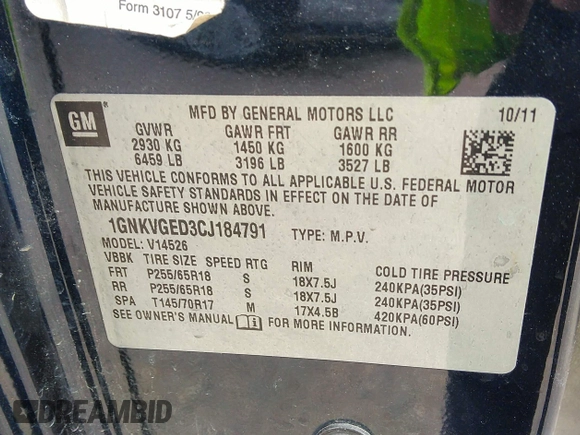 Form 3107 5/
GM
MFD BY GENERAL MOTORS LLC 10/11
GVWR GAWR FRT GAWR RR
2930 KG 1450 KG 1600 KG
6459 LB 3196 LB 3527 LB
THIS VEHICLE CONFORMS TO ALL APPLICABLE U.S. FEDERAL MOTOR
VEHICLE SAFETY STANDARDS IN EFFECT ON THE DATE OF
MANUFACTURE SHOWN ABOVE.
1GNKVGED3CJ184791 TYPE: M.P.V.
MODEL: V14526
VBBK TIRE SIZE SPEED RTG RIM COLD TIRE PRESSURE
FRT P255/65R18 S 18X7.5J 240KPA(35PSI)
RR P255/65R18 S 18X7.5J 240KPA(35PSI)
SPA T145/70R17 M 17X4.5B 420KPA(60PSI)
SEE OWNER'S MANUAL FOR MORE INFORMATION.
DREAMBID